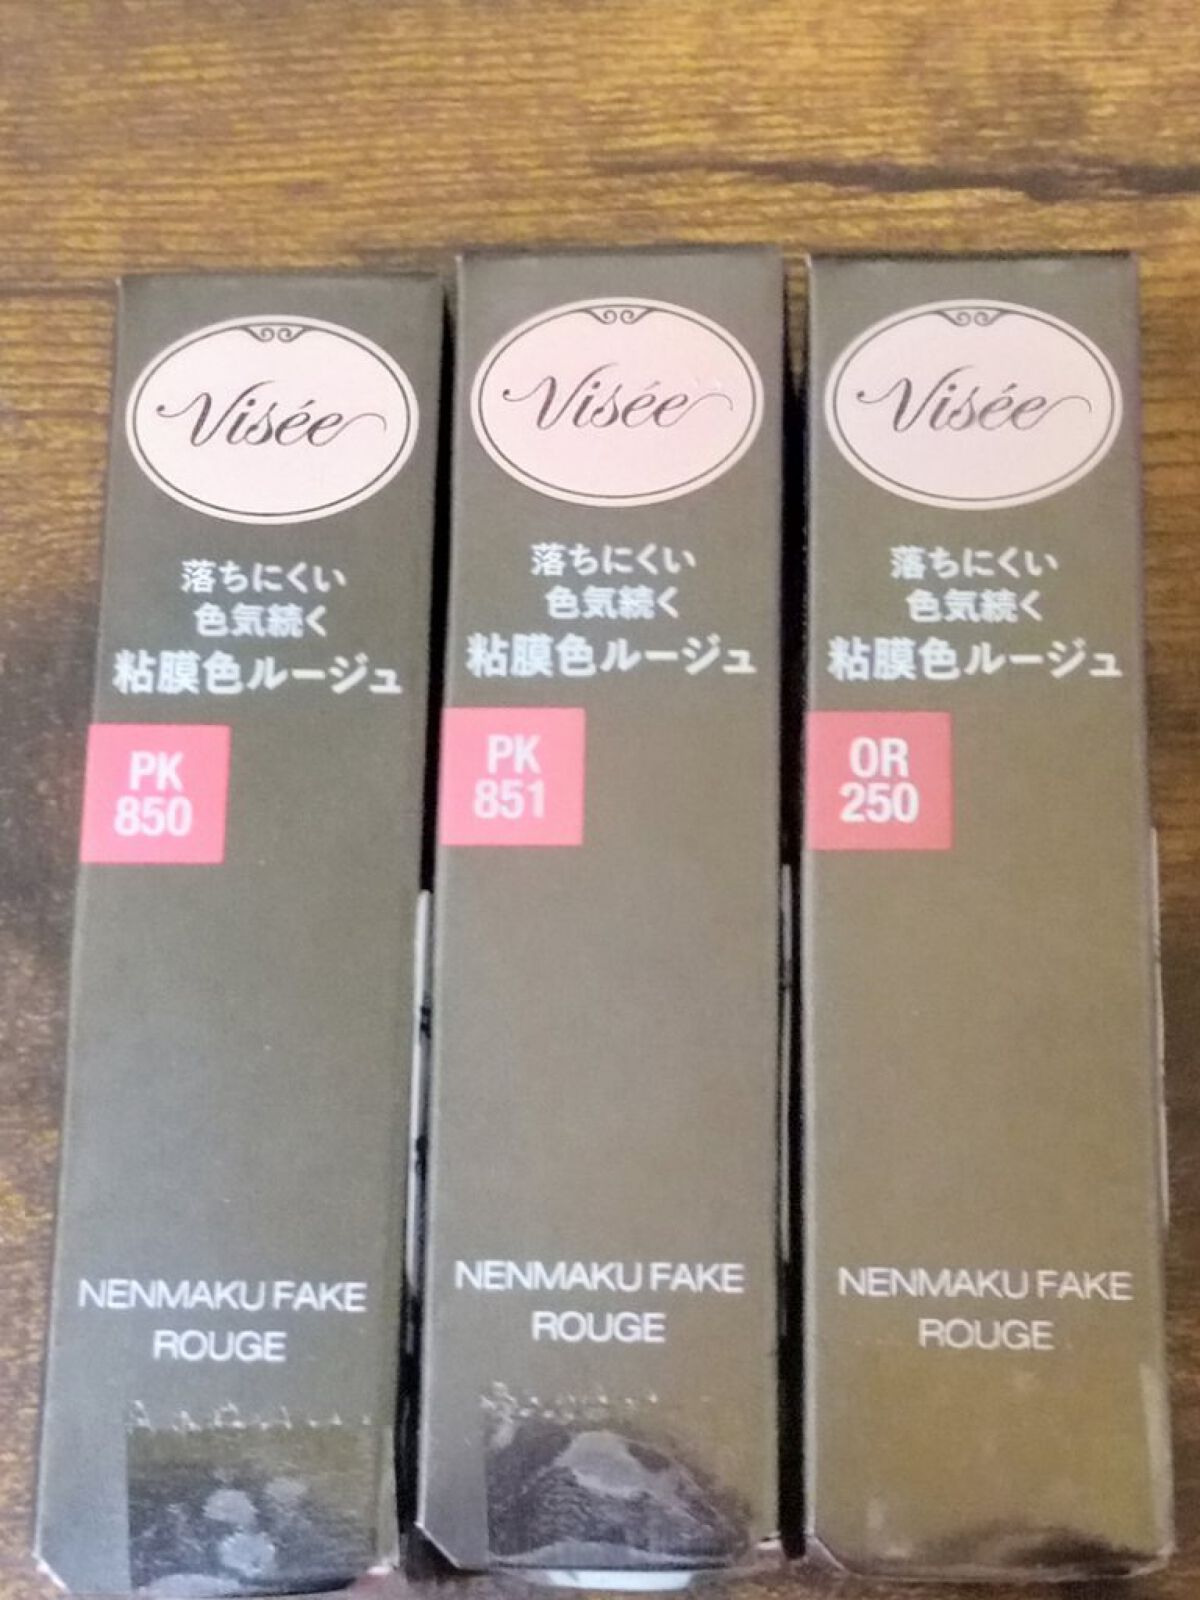 Visée
落ちにくい
色気続く
粘膜色ルージュ
PK
850
NENMAKU FAKE
ROUGE
Visée
落ちにくい
色気続く
粘膜色ルージュ
PK
851
NENMAKU FAKE
ROUGE
Visée
落ちにくい
色気続く
粘膜色ルージュ
OR
250
NENMAKU FAKE
ROUGE